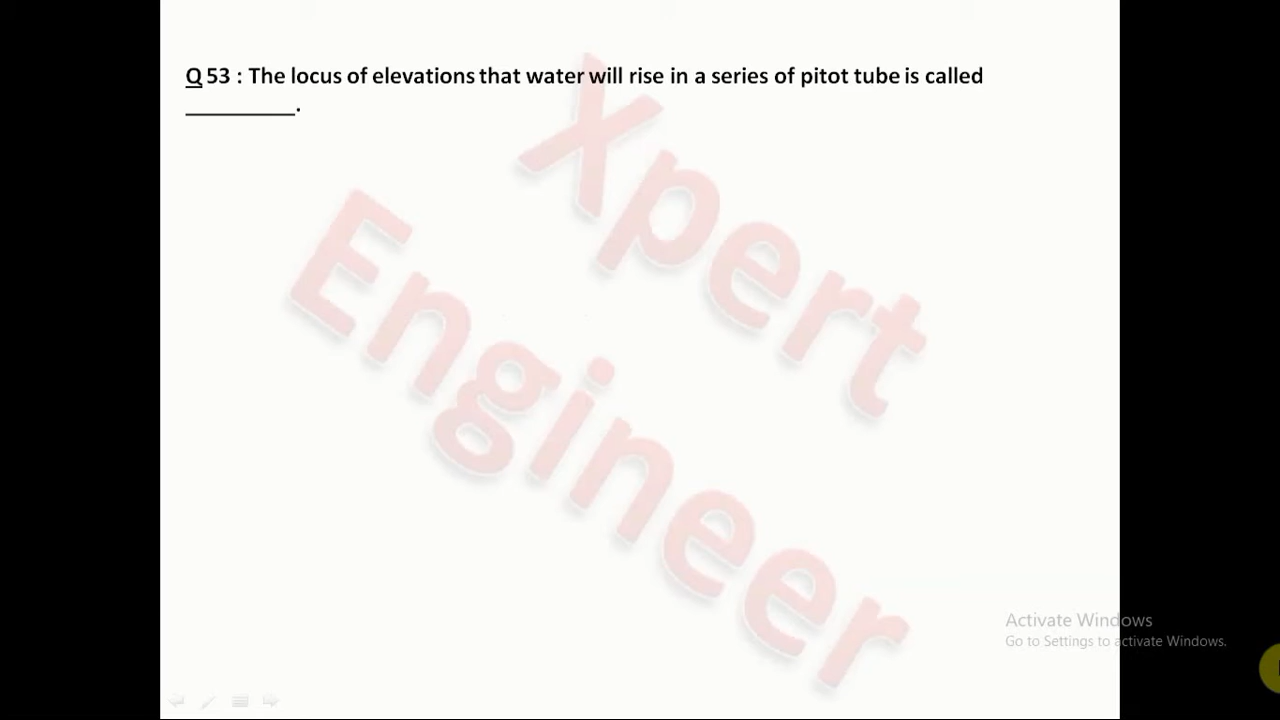 Q 53 : The locus of elevations that water will rise in a series of pitot tube is called
__________.
Xpert
Engineer
Activate Windows
Go to Settings to activate Windows.